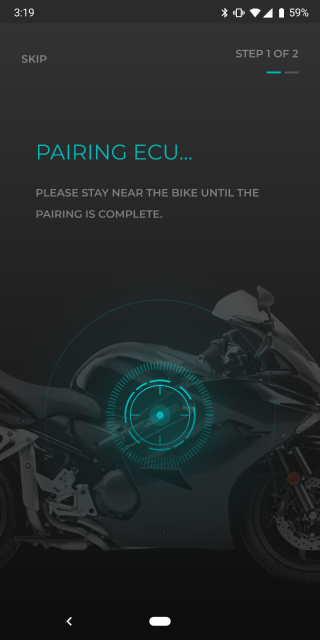 3:19
59%
SKIP
STEP 1 OF 2
PAIRING ECU...
PLEASE STAY NEAR THE BIKE UNTIL THE
PAIRING IS COMPLETE.